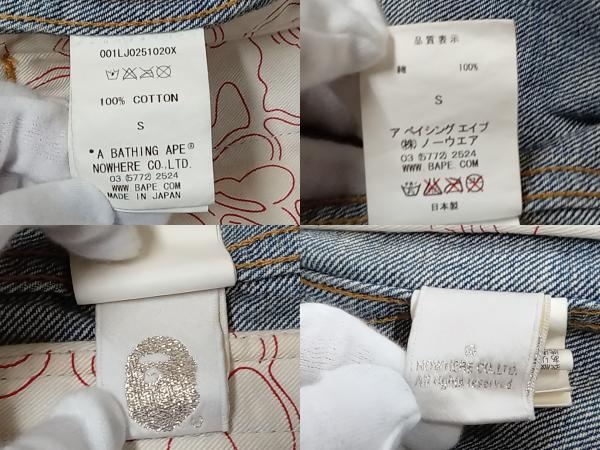 001LJ0251020X
100% COTTON
S
*A BATHING APE®
NOWHERE CO.,LTD.
03 (5772) 2524
WWW. BAPE. COM
MADE IN JAPAN
品質表示
綿 100%
S
ア ベイシング エイプ
(株) ノーウエア
03 (5772) 2524
WWW. BAPE. COM
日本製
®
© NOWHERE CO.,LTD.
All rights reserved.